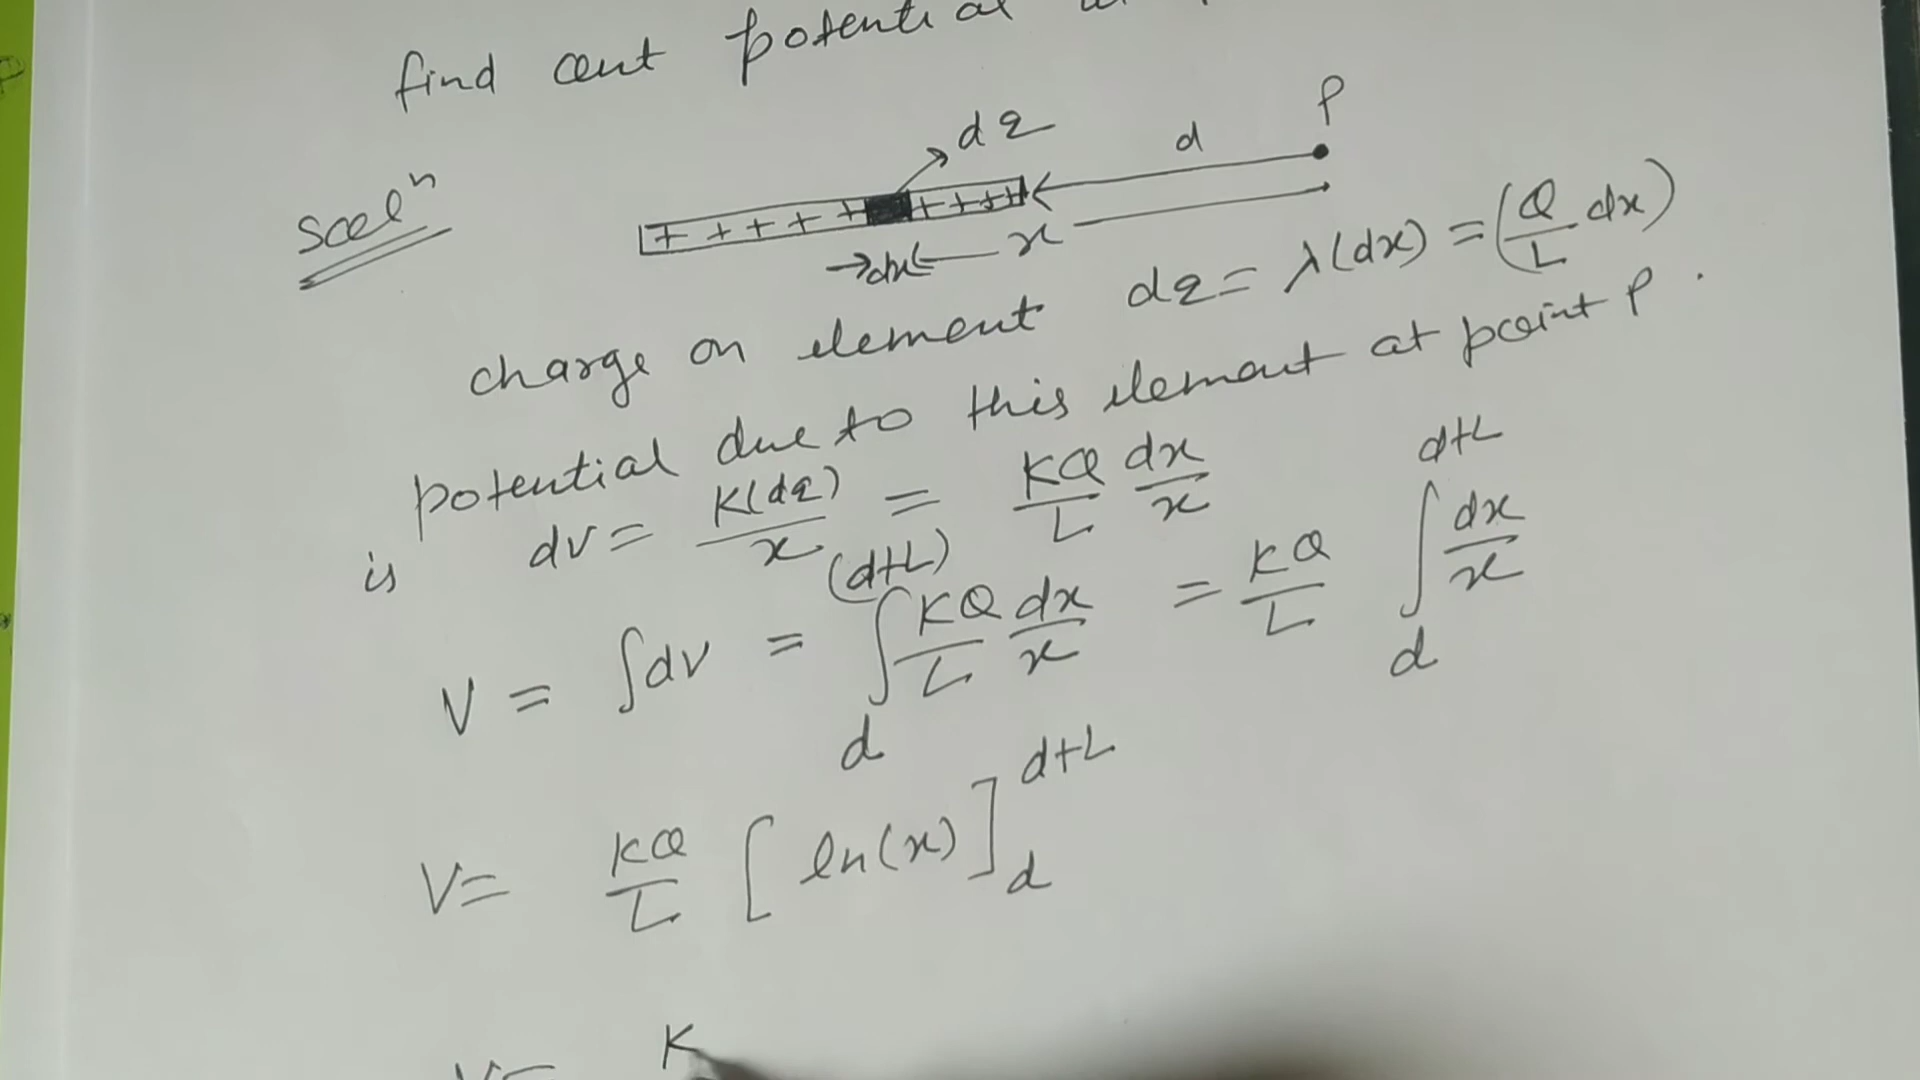 find out potential at
P
d
dq
Soln
+ + + + + + + + +
dx x
charge on element dq = λ(dx) = (Q/L dx)
potential due to this element at point P.
is dV = K(dq)/x = KQ/L dx/x
V = ∫dV = ∫_d^(d+L) KQ/L dx/x = KQ/L ∫_d^(d+L) dx/x
V = KQ/L [ln(x)]_d^(d+L)
V = K